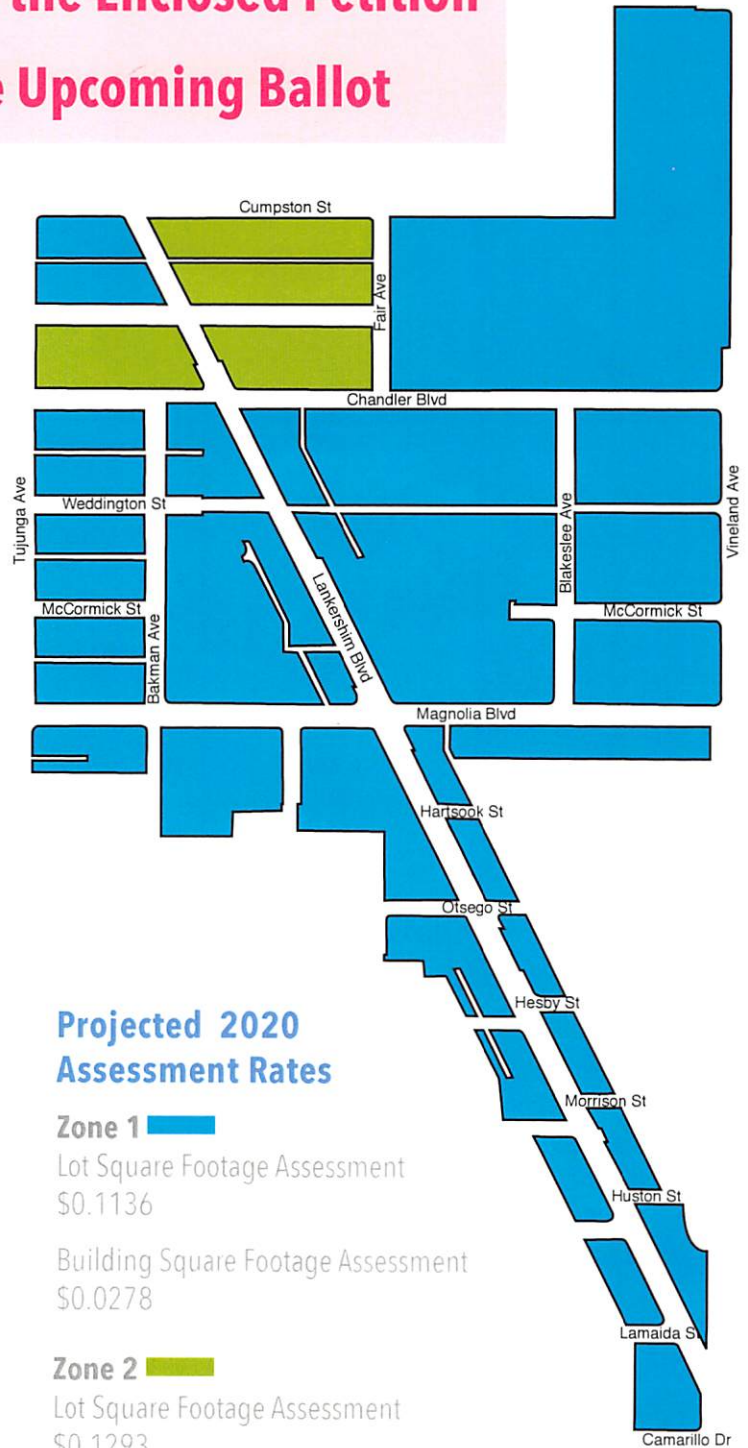 the Enclosed Petition
Upcoming Ballot
Cumpston St
Fair Ave
Chandler Blvd
Tujunga Ave
Weddington St
Blakeslee Ave
Vineland Ave
McCormick St
Bakman Ave
Lankershim Blvd
McCormick St
Magnolia Blvd
Hartsook St
Otsego St
Hesby St
Morrison St
Huston St
Lamaida St
Camarillo Dr
Projected 2020
Assessment Rates
Zone 1
Lot Square Footage Assessment
$0.1136
Building Square Footage Assessment
$0.0278
Zone 2
Lot Square Footage Assessment
$0.1293